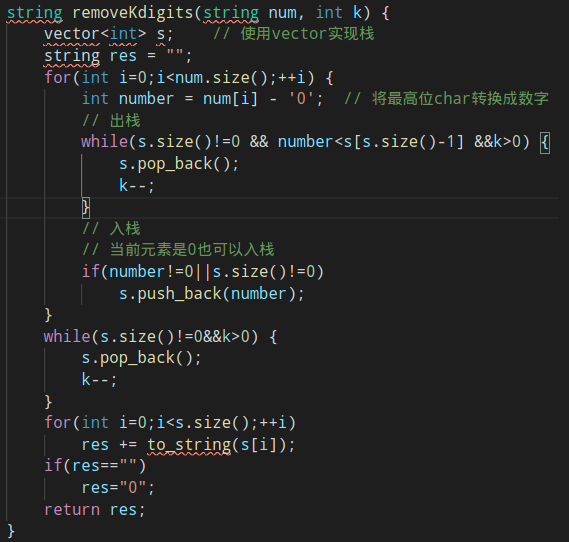 string removeKdigits(string num, int k) {
    vector<int> s;    // 使用vector实现栈
    string res = "";
    for(int i=0;i<num.size();++i) {
        int number = num[i] - '0';  // 将最高位char转换成数字
        // 出栈
        while(s.size()!=0 && number<s[s.size()-1] &&k>0) {
            s.pop_back();
            k--;
        }
        // 入栈
        // 当前元素是0也可以入栈
        if(number!=0||s.size()!=0)
            s.push_back(number);
    }
    while(s.size()!=0&&k>0) {
        s.pop_back();
        k--;
    }
    for(int i=0;i<s.size();++i)
        res += to_string(s[i]);
    if(res=="")
        res="0";
    return res;
}